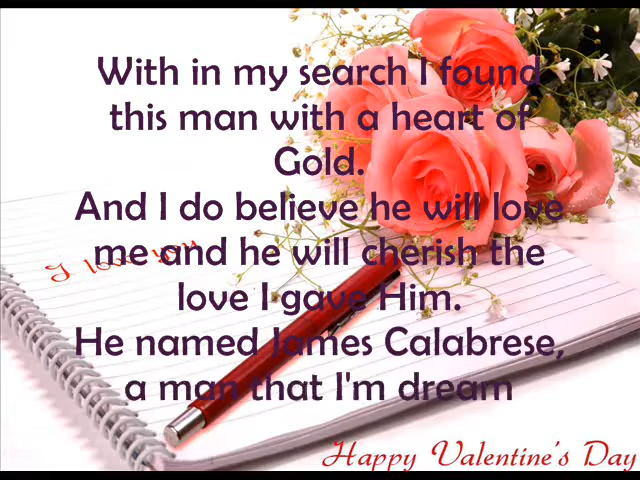 With in my search I found
this man with a heart of
Gold.
And I do believe he will love
me and he will cherish the
love I gave Him.
He named James Calabrese,
a man that I'm dream
I love you
Happy Valentine's Day